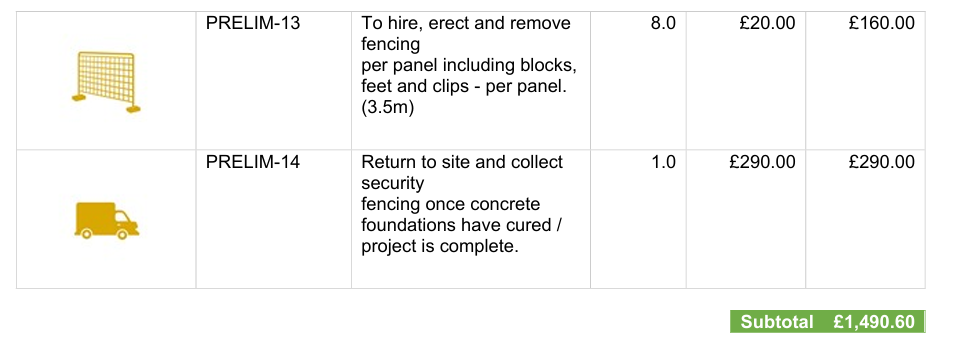 PRELIM-13 To hire, erect and remove 8.0 £20.00 £160.00
fencing
per panel including blocks,
feet and clips - per panel.
(3.5m)
PRELIM-14 Return to site and collect 1.0 £290.00 £290.00
security
fencing once concrete
foundations have cured /
project is complete.
Subtotal £1,490.60